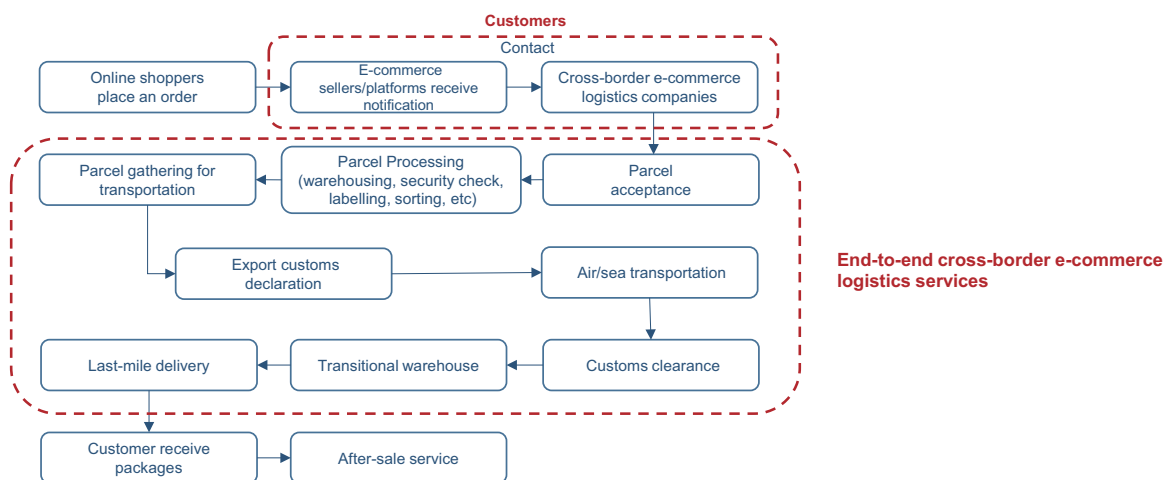 Customers
Contact
Online shoppers
place an order
E-commerce
sellers/platforms receive
notification
Cross-border e-commerce
logistics companies
Parcel gathering for
transportation
Parcel Processing
(warehousing, security check,
labelling, sorting, etc)
Parcel
acceptance
Export customs
declaration
Air/sea transportation
End-to-end cross-border e-commerce
logistics services
Last-mile delivery
Transitional warehouse
Customs clearance
Customer receive
packages
After-sale service